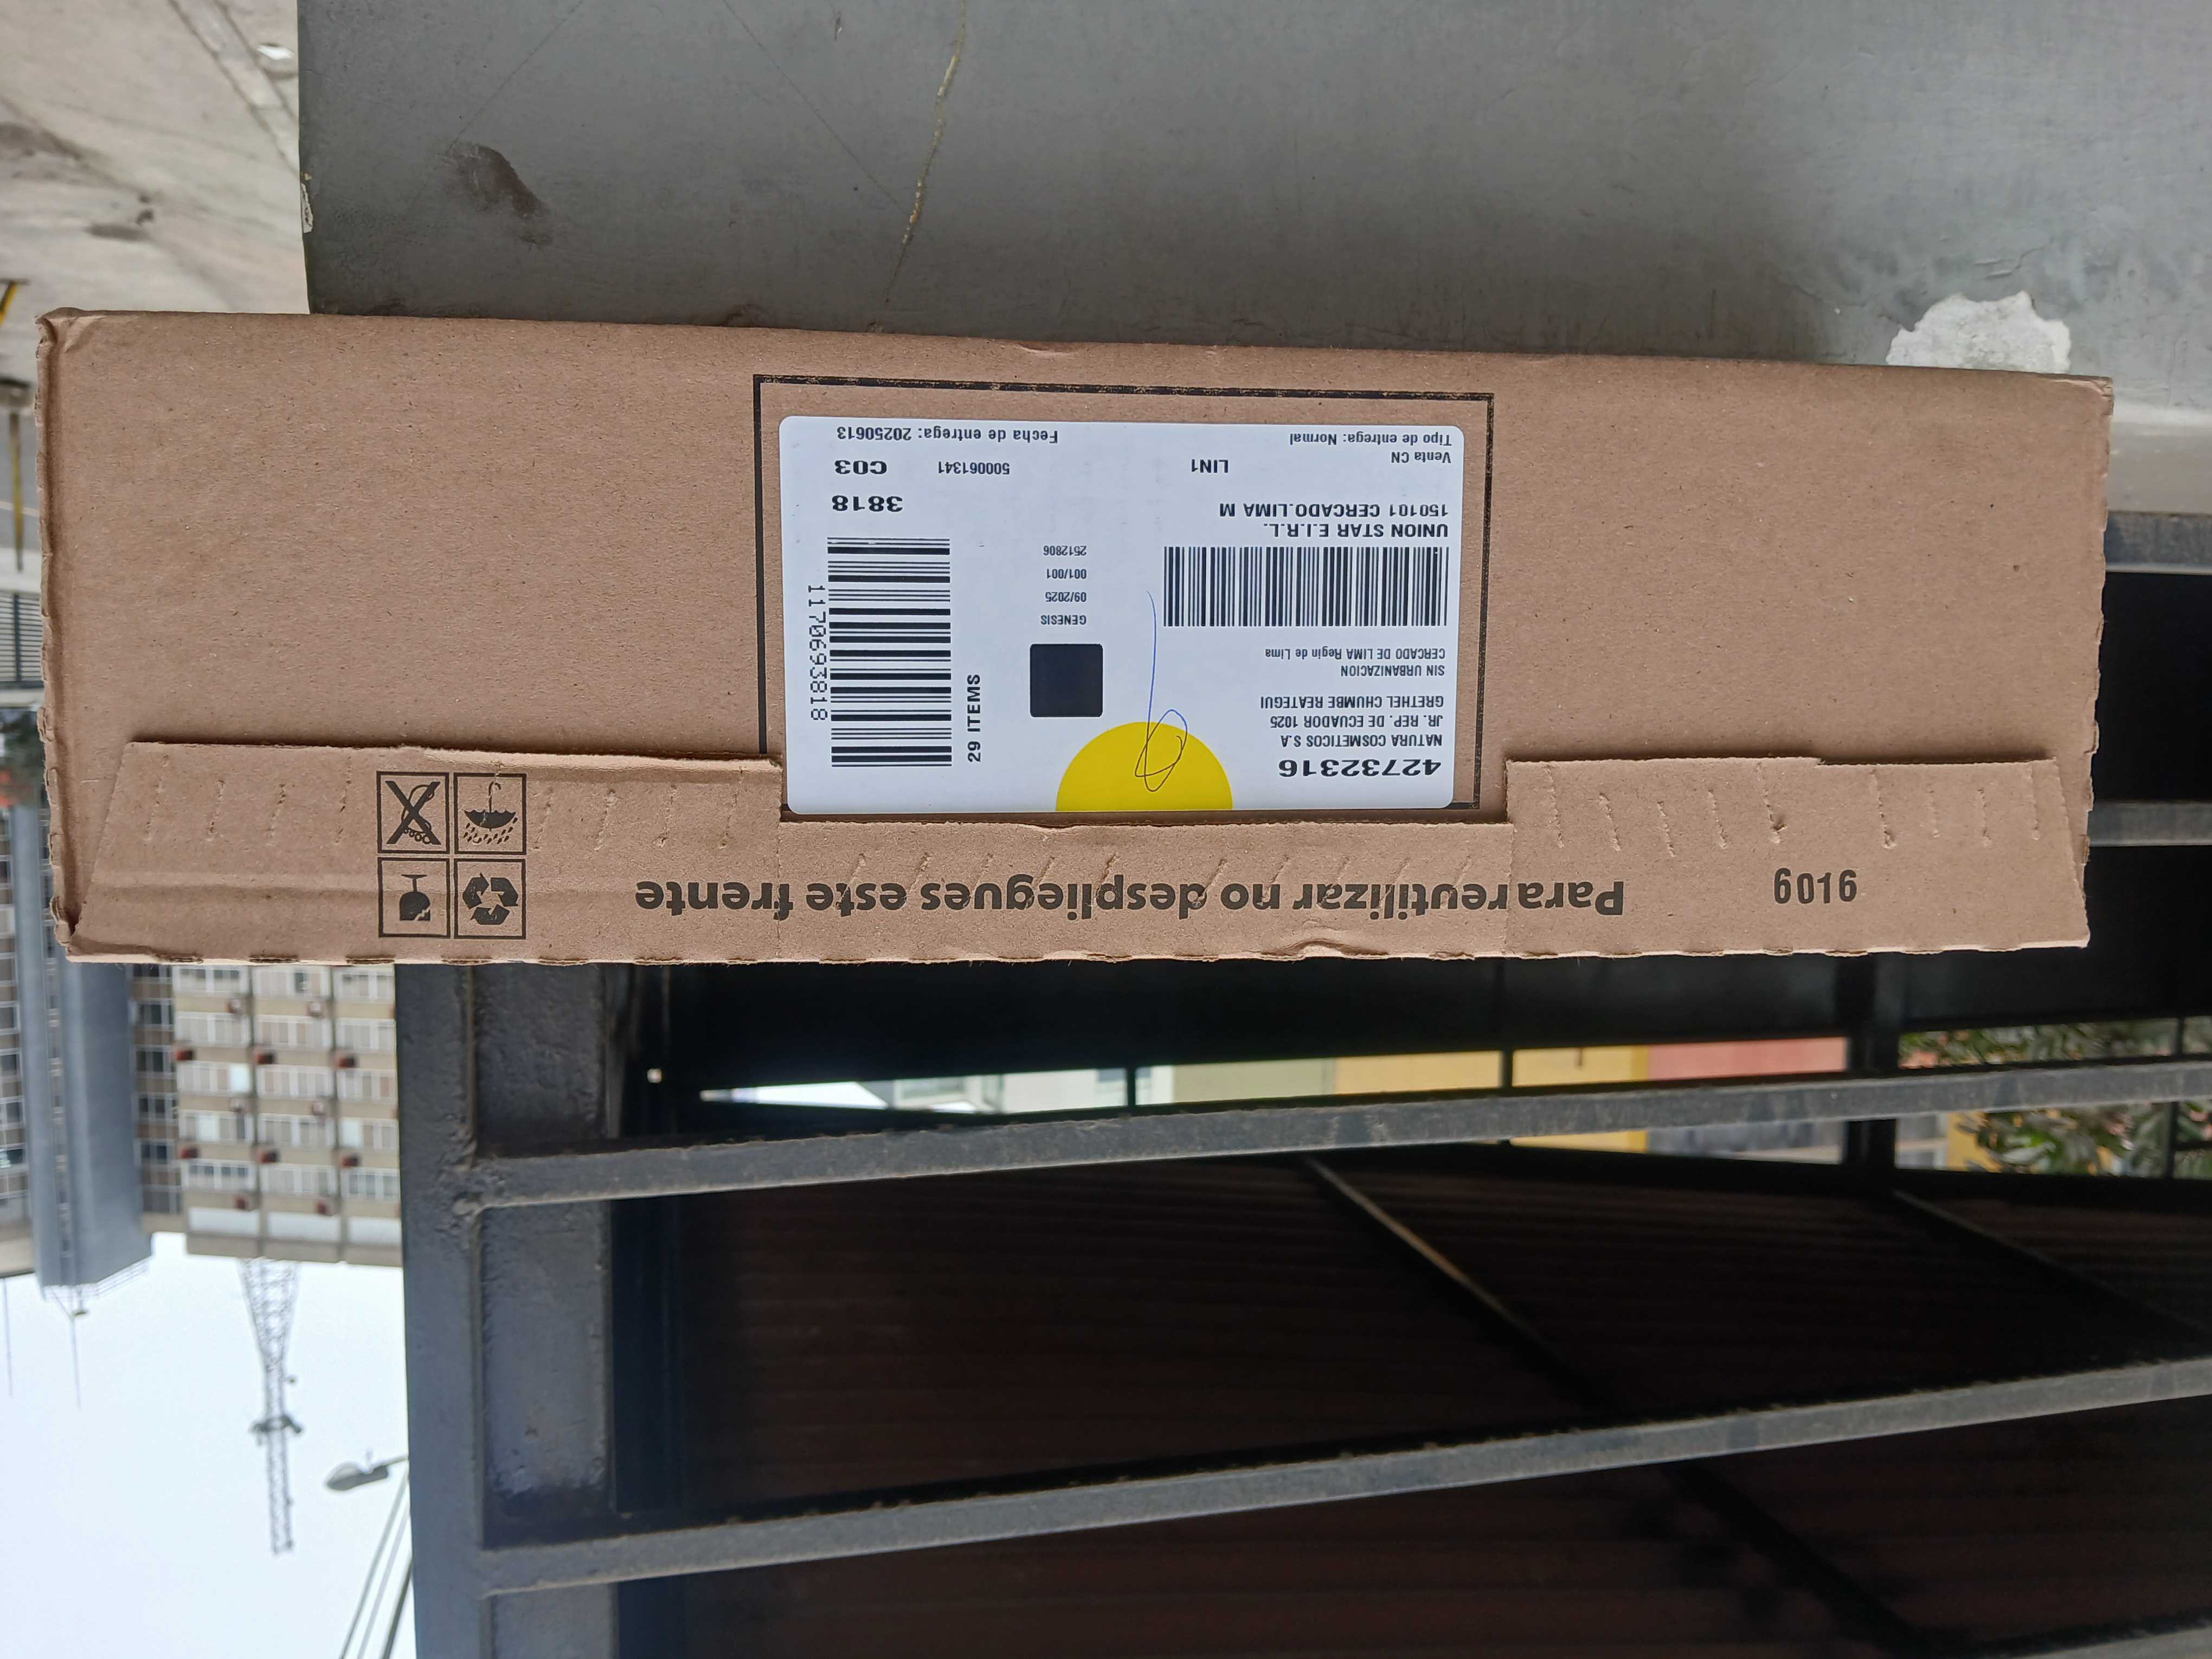 6016
Para reutilizar no despliegues este frente
42732316
NATURA COSMETICOS S.A
JR. REP. DE ECUADOR 1025
GRETHEL CHUMBE REATEGUI
SIN URBANIZACION
CERCADO DE LIMA Regin de Lima
UNION STAR E.I.R.L.
150101 CERCADO.LIMA M
LIN1
Venta CN
Tipo de entrega: Normal
GENESIS
09/2025
001/001
2512806
29 ITEMS
1170693818
3818
500061341
C03
Fecha de entrega: 20250613